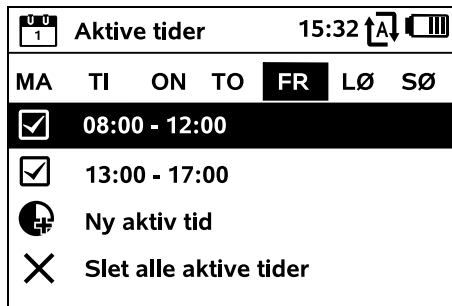 1 Aktive tider 15:32 A
MA TI ON TO FR LØ SØ
08:00 - 12:00
13:00 - 17:00
Ny aktiv tid
Slet alle aktive tider